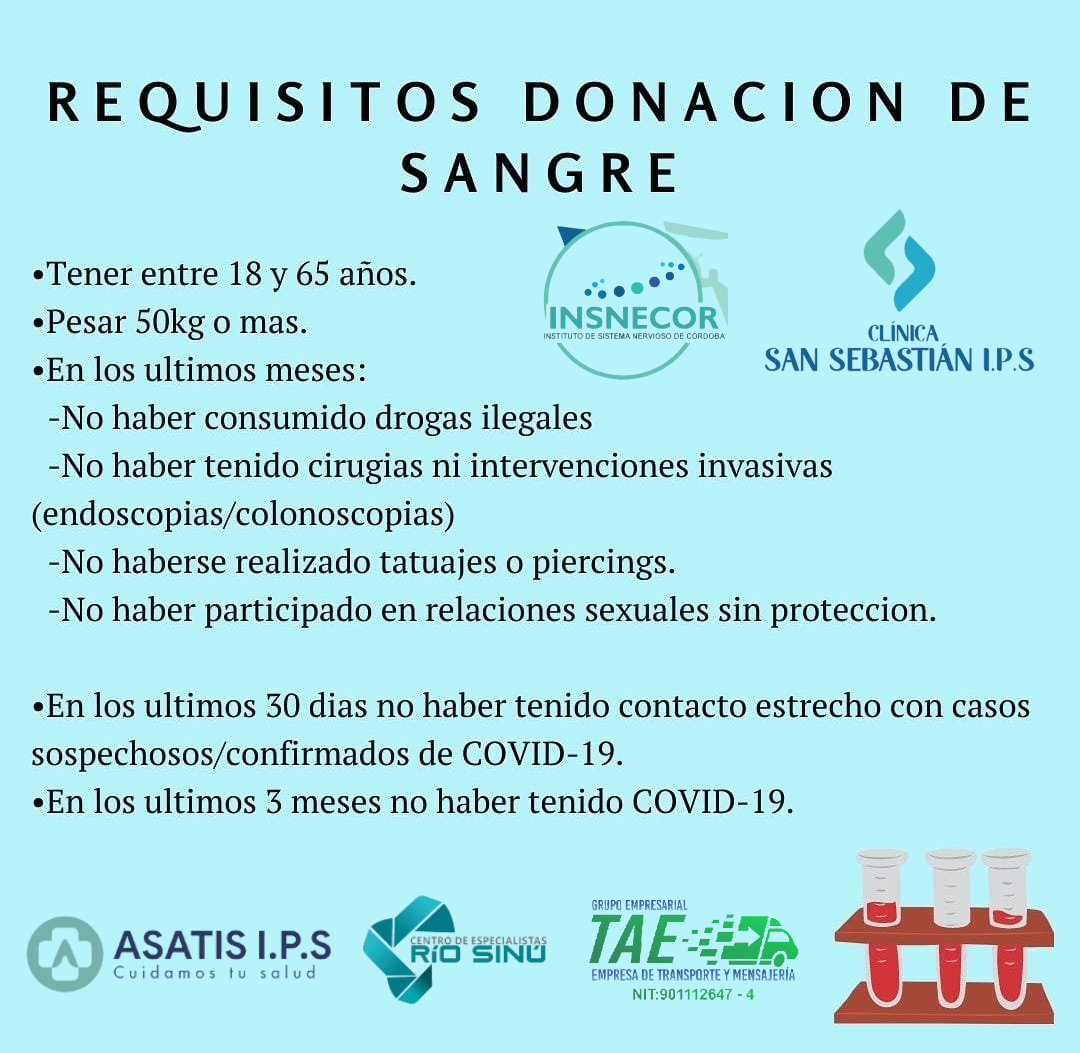 REQUISITOS DONACION DE
SANGRE
INSNECOR
INSTITUTO DE SISTEMA NERVIOSO DE CORDOBA
CLÍNICA
SAN SEBASTIÁN I.P.S
•Tener entre 18 y 65 años.
•Pesar 50kg o mas.
•En los ultimos meses:
-No haber consumido drogas ilegales
-No haber tenido cirugias ni intervenciones invasivas
(endoscopias/colonoscopias)
-No haberse realizado tatuajes o piercings.
-No haber participado en relaciones sexuales sin proteccion.
•En los ultimos 30 dias no haber tenido contacto estrecho con casos
sospechosos/confirmados de COVID-19.
•En los ultimos 3 meses no haber tenido COVID-19.
ASATIS I.P.S
Cuidamos tu salud
CENTRO DE ESPECIALISTAS
RÍO SINÚ
GRUPO EMPRESARIAL
TAE
EMPRESA DE TRANSPORTE Y MENSAJERÍA
NIT:901112647 - 4